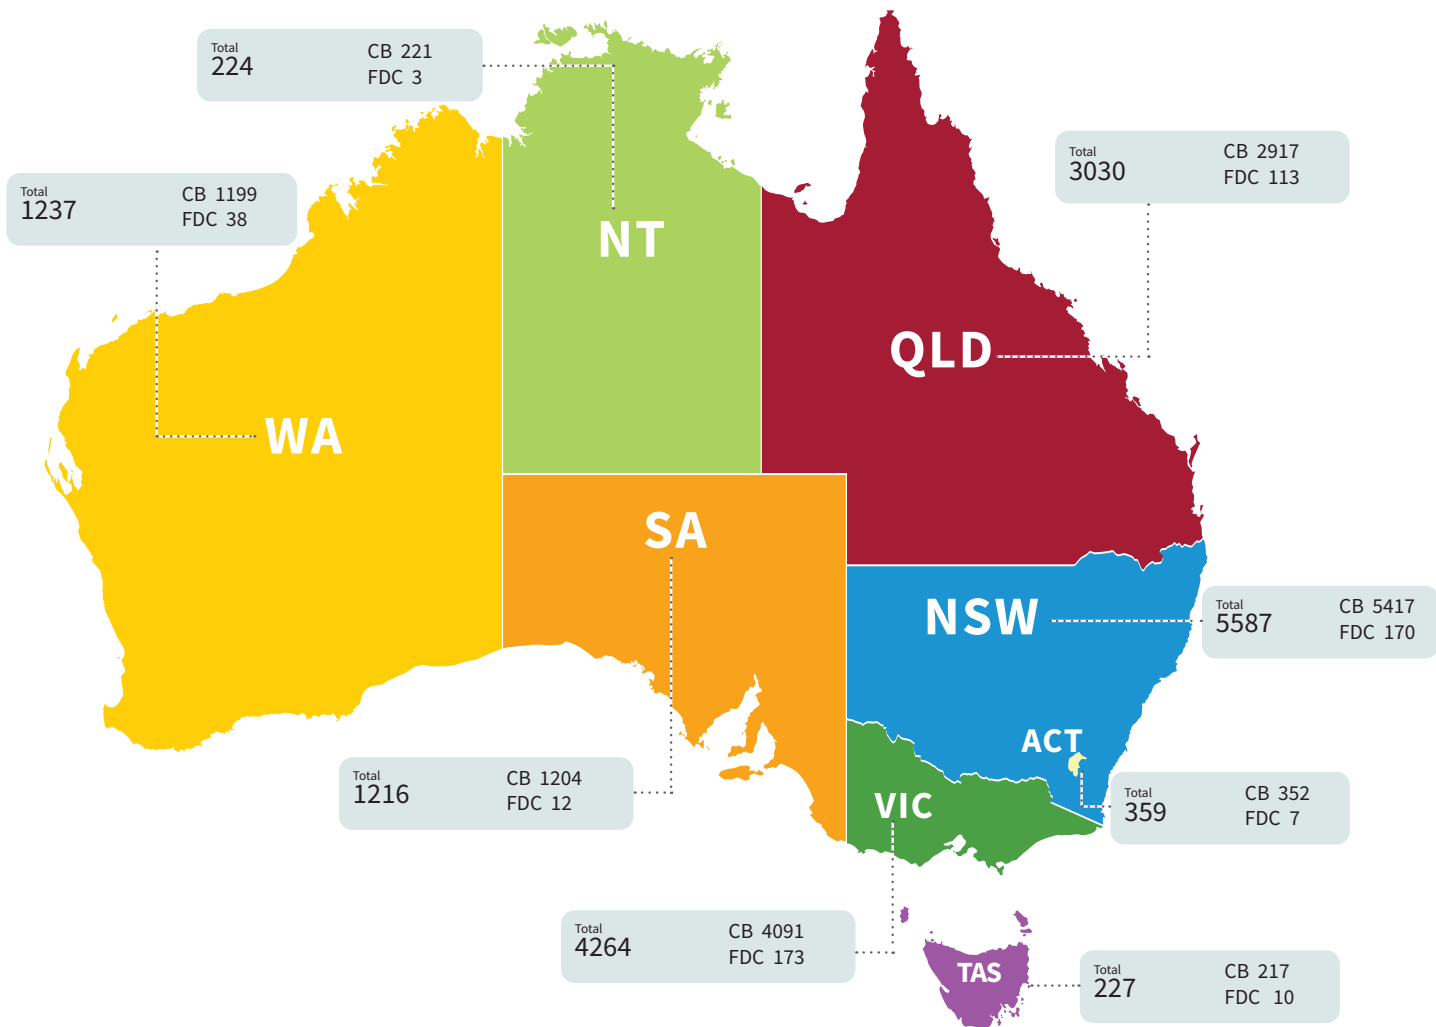 Total
224
CB 221
FDC 3
Total
1237
CB 1199
FDC 38
Total
3030
CB 2917
FDC 113
NT
QLD
WA
SA
NSW
Total
5587
CB 5417
FDC 170
ACT
Total
1216
CB 1204
FDC 12
VIC
Total
359
CB 352
FDC 7
Total
4264
CB 4091
FDC 173
TAS
Total
227
CB 217
FDC 10